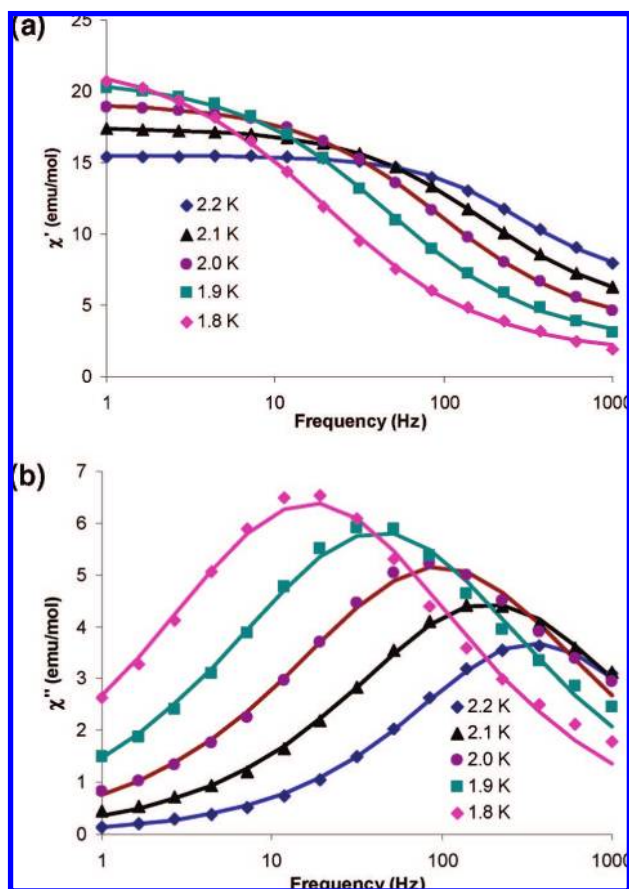 (a)
25
20
15
10
5
0
χ' (emu/mol)
2.2 K
2.1 K
2.0 K
1.9 K
1.8 K
1 10 100 1000
Frequency (Hz)
(b)
7
6
5
4
3
2
1
0
χ" (emu/mol)
2.2 K
2.1 K
2.0 K
1.9 K
1.8 K
1 10 100 1000
Frequency (Hz)